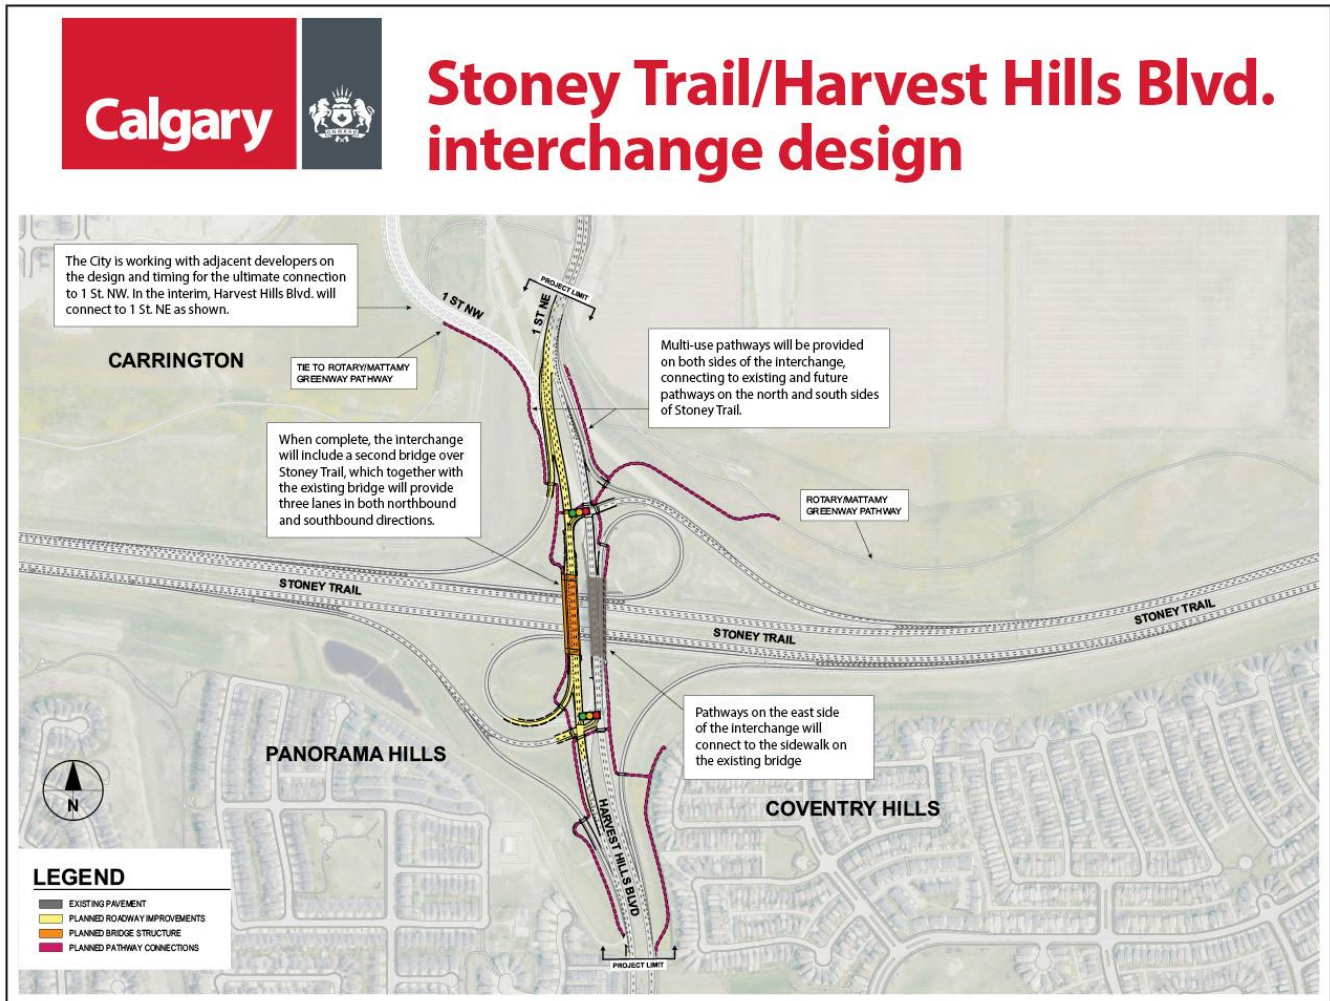 Calgary
ONWARD
Stoney Trail/Harvest Hills Blvd.
interchange design
The City is working with adjacent developers on
the design and timing for the ultimate connection
to 1 St. NW. In the interim, Harvest Hills Blvd. will
connect to 1 St. NE as shown.
1 ST NW
1 ST NE
PROJECT LIMIT
CARRINGTON
TIE TO ROTARY/MATTAMY
GREENWAY PATHWAY
Multi-use pathways will be provided
on both sides of the interchange,
connecting to existing and future
pathways on the north and south sides
of Stoney Trail.
When complete, the interchange
will include a second bridge over
Stoney Trail, which together with
the existing bridge will provide
three lanes in both northbound
and southbound directions.
ROTARY/MATTAMY
GREENWAY PATHWAY
STONEY TRAIL
STONEY TRAIL
STONEY TRAIL
Pathways on the east side
of the interchange will
connect to the sidewalk on
the existing bridge
PANORAMA HILLS
N
COVENTRY HILLS
HARVEST HILLS BLVD
LEGEND
EXISTING PAVEMENT
PLANNED ROADWAY IMPROVEMENTS
PLANNED BRIDGE STRUCTURE
PLANNED PATHWAY CONNECTIONS
PROJECT LIMIT